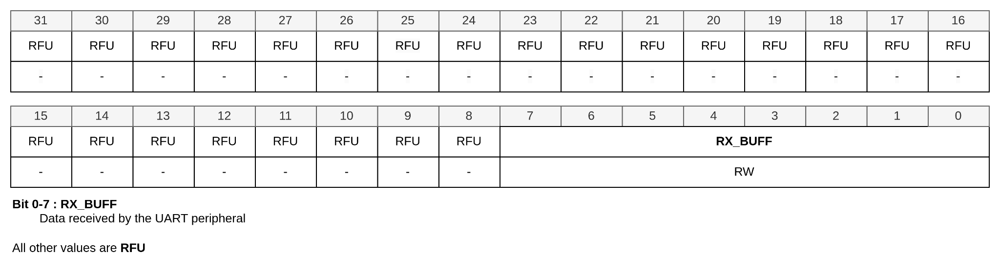 31 30 29 28 27 26 25 24 23 22 21 20 19 18 17 16
RFU RFU RFU RFU RFU RFU RFU RFU RFU RFU RFU RFU RFU RFU RFU RFU
- - - - - - - - - - - - - - - -
15 14 13 12 11 10 9 8 7 6 5 4 3 2 1 0
RFU RFU RFU RFU RFU RFU RFU RFU RX_BUFF
- - - - - - - - RW
Bit 0-7 : RX_BUFF
Data received by the UART peripheral
All other values are RFU